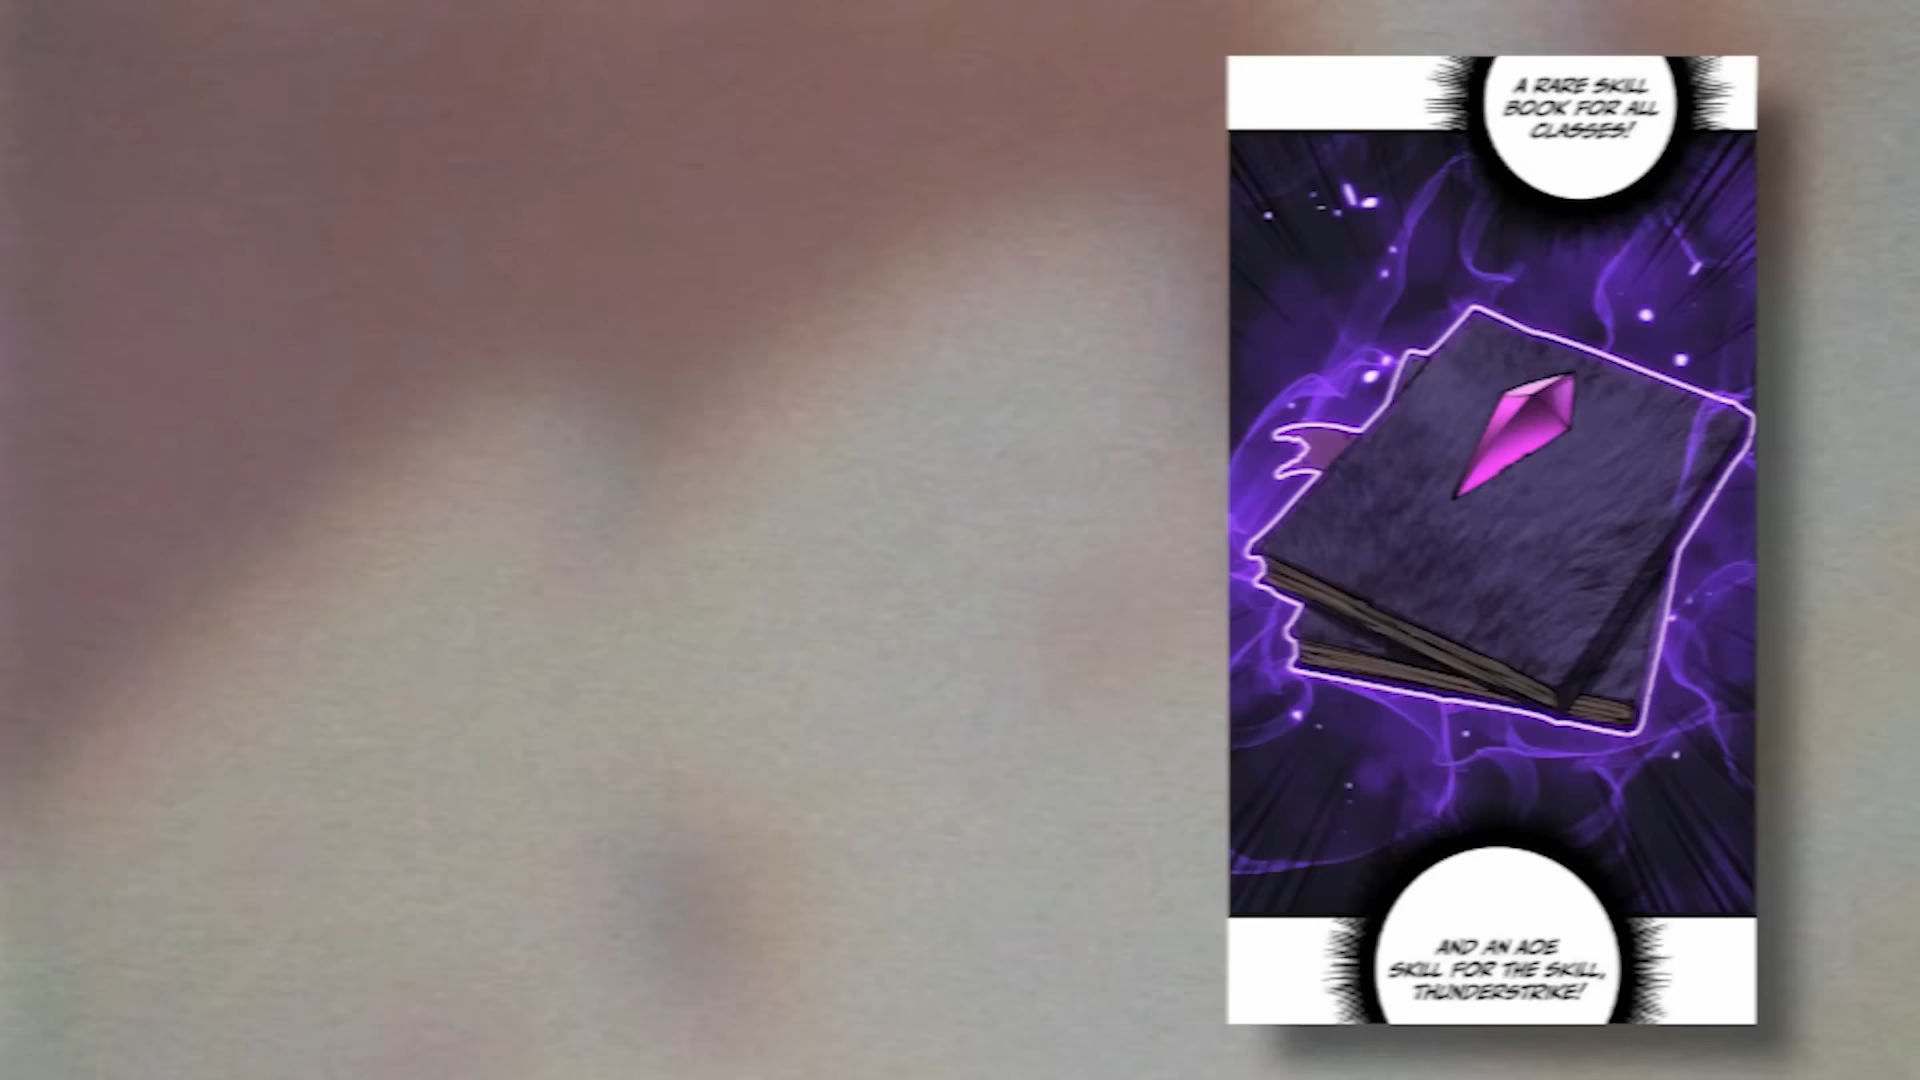 A RARE SKILL
BOOK FOR ALL
CLASSES!
AND AN AOE
SKILL FOR THE SKILL,
THUNDERSTRIKE!